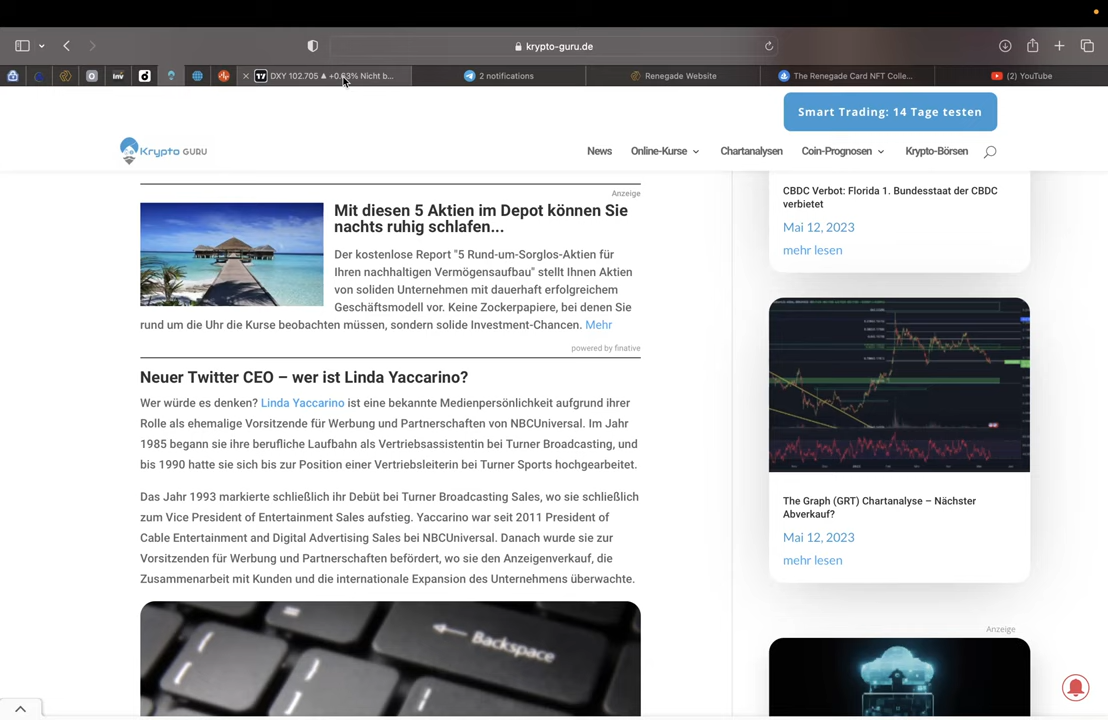 krypto-guru.de
DXY 102.705 ▲ +0.63% Nicht b...
2 notifications
Renegade Website
The Renegade Card NFT Colle...
(2) YouTube
Smart Trading: 14 Tage testen
Krypto GURU
News
Online-Kurse
Chartanalysen
Coin-Prognosen
Krypto-Börsen
Anzeige
Mit diesen 5 Aktien im Depot können Sie
nachts ruhig schlafen...
Der kostenlose Report "5 Rund-um-Sorglos-Aktien für
Ihren nachhaltigen Vermögensaufbau" stellt Ihnen Aktien
von soliden Unternehmen mit dauerhaft erfolgreichem
Geschäftsmodell vor. Keine Zockerpapiere, bei denen Sie
rund um die Uhr die Kurse beobachten müssen, sondern solide Investment-Chancen. Mehr
powered by finative
Neuer Twitter CEO – wer ist Linda Yaccarino?
Wer würde es denken? Linda Yaccarino ist eine bekannte Medienpersönlichkeit aufgrund ihrer
Rolle als ehemalige Vorsitzende für Werbung und Partnerschaften von NBCUniversal. Im Jahr
1985 begann sie ihre berufliche Laufbahn als Vertriebsassistentin bei Turner Broadcasting, und
bis 1990 hatte sie sich bis zur Position einer Vertriebsleiterin bei Turner Sports hochgearbeitet.
Das Jahr 1993 markierte schließlich ihr Debüt bei Turner Broadcasting Sales, wo sie schließlich
zum Vice President of Entertainment Sales aufstieg. Yaccarino war seit 2011 President of
Cable Entertainment and Digital Advertising Sales bei NBCUniversal. Danach wurde sie zur
Vorsitzenden für Werbung und Partnerschaften befördert, wo sie den Anzeigenverkauf, die
Zusammenarbeit mit Kunden und die internationale Expansion des Unternehmens überwachte.
Backspace
CBDC Verbot: Florida 1. Bundesstaat der CBDC
verbietet
Mai 12, 2023
mehr lesen
The Graph (GRT) Chartanalyse – Nächster
Abverkauf?
Mai 12, 2023
mehr lesen
Anzeige